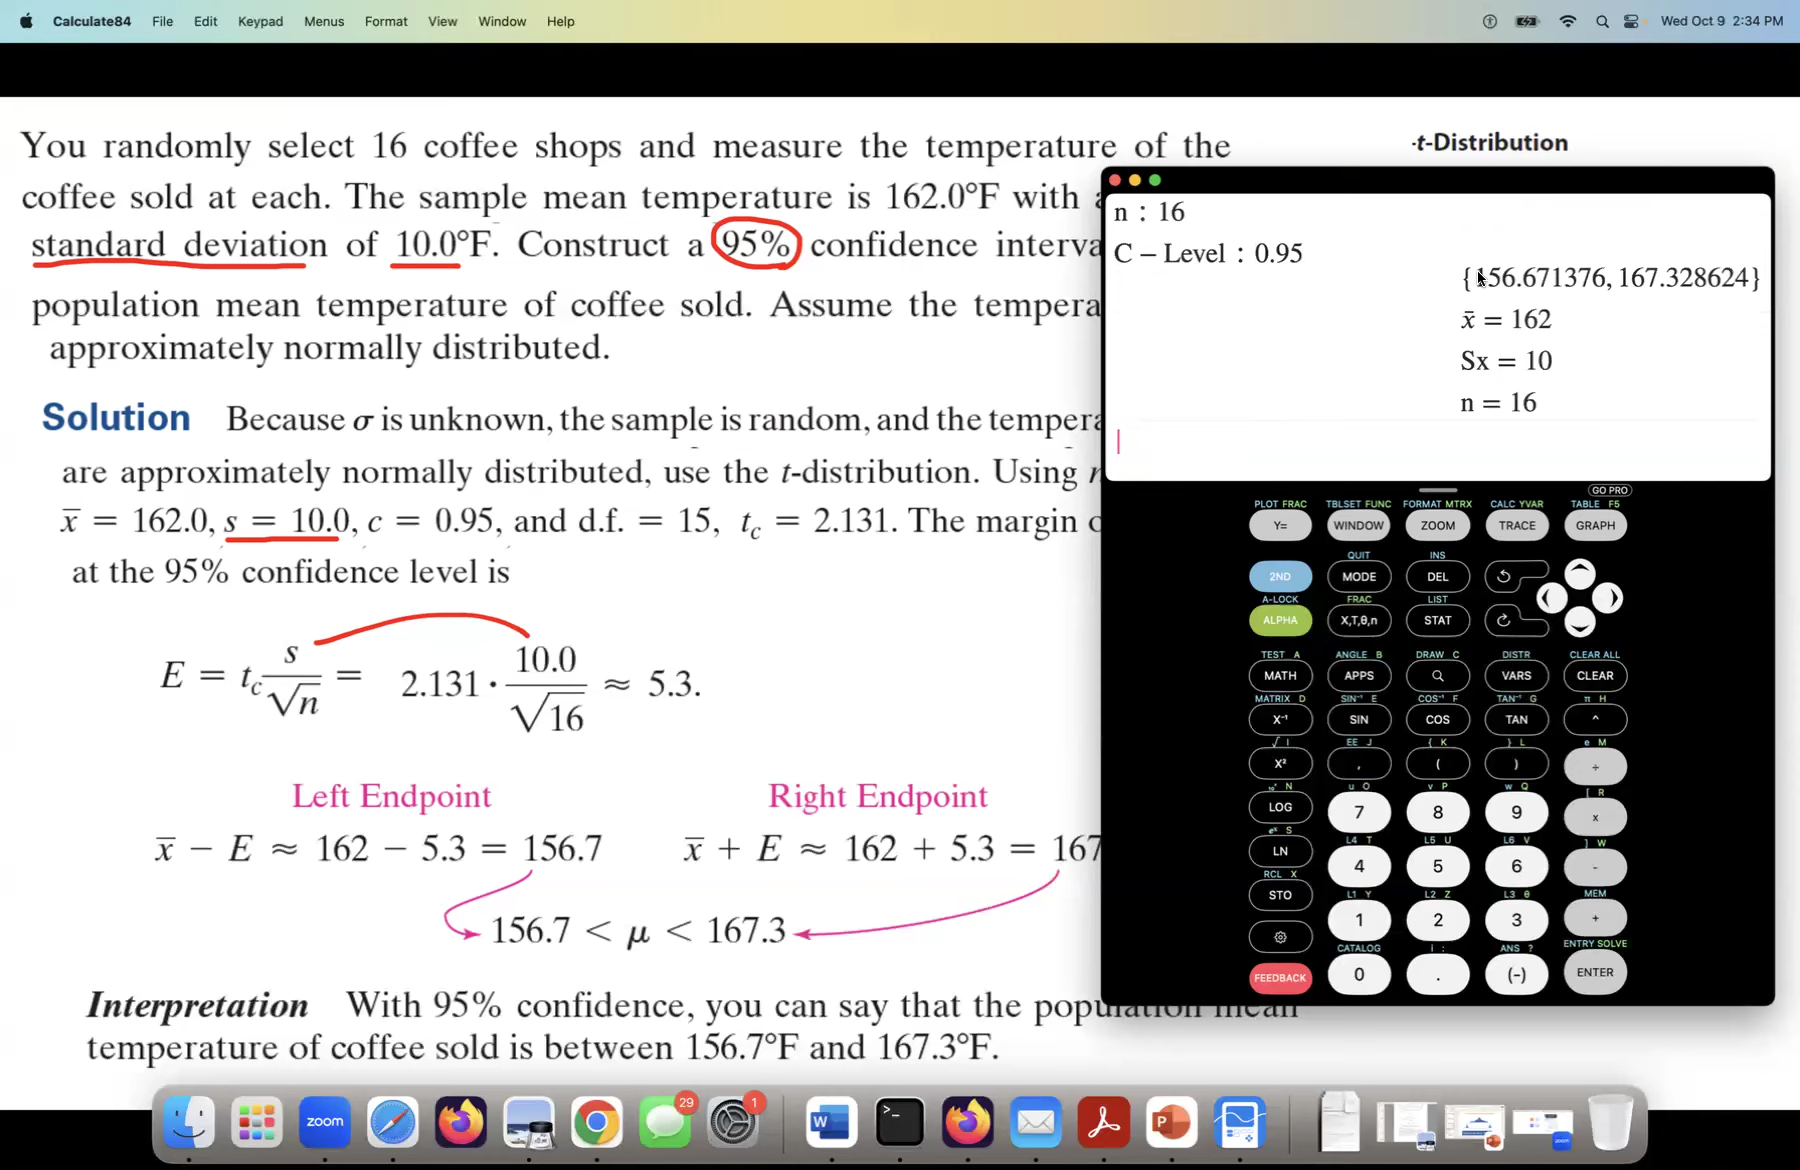 Calculate84 File Edit Keypad Menus Format View Window Help Wed Oct 9 2:34 PM
You randomly select 16 coffee shops and measure the temperature of the
coffee sold at each. The sample mean temperature is 162.0°F with
standard deviation of 10.0°F. Construct a 95% confidence interva
population mean temperature of coffee sold. Assume the tempera
approximately normally distributed.
Solution Because σ is unknown, the sample is random, and the tempera
are approximately normally distributed, use the t-distribution. Using n
x̄ = 162.0, s = 10.0, c = 0.95, and d.f. = 15, t_c = 2.131. The margin o
at the 95% confidence level is
E = t_c s/√n = 2.131 · 10.0/√16 ≈ 5.3.
Left Endpoint Right Endpoint
x̄ − E ≈ 162 − 5.3 = 156.7 x̄ + E ≈ 162 + 5.3 = 167
156.7 < μ < 167.3
Interpretation With 95% confidence, you can say that the population mean
temperature of coffee sold is between 156.7°F and 167.3°F.
t-Distribution
n : 16
C – Level : 0.95
{156.671376, 167.328624}
x̄ = 162
Sx = 10
n = 16
GO PRO
PLOT FRAC TBLSET FUNC FORMAT MTRX CALC YVAR TABLE F5
Y= WINDOW ZOOM TRACE GRAPH
QUIT INS
2ND MODE DEL
A-LOCK FRAC LIST
ALPHA X,T,θ,n STAT
TEST A ANGLE B DRAW C DISTR CLEAR ALL
MATH APPS VARS CLEAR
MATRIX D SIN⁻¹ E COS⁻¹ F TAN⁻¹ G π H
X⁻¹ SIN COS TAN ^
√ I EE J { K } L e M
X² , ( ) ÷
10ˣ N u O v P w Q [ R
LOG 7 8 9 x
eˣ S L4 T L5 U L6 V ] W
LN 4 5 6 -
RCL X L1 Y L2 Z L3 θ MEM
STO 1 2 3 +
CATALOG i : ANS ? ENTRY SOLVE
FEEDBACK 0 . (-) ENTER
zoom 29 1 W >_ P